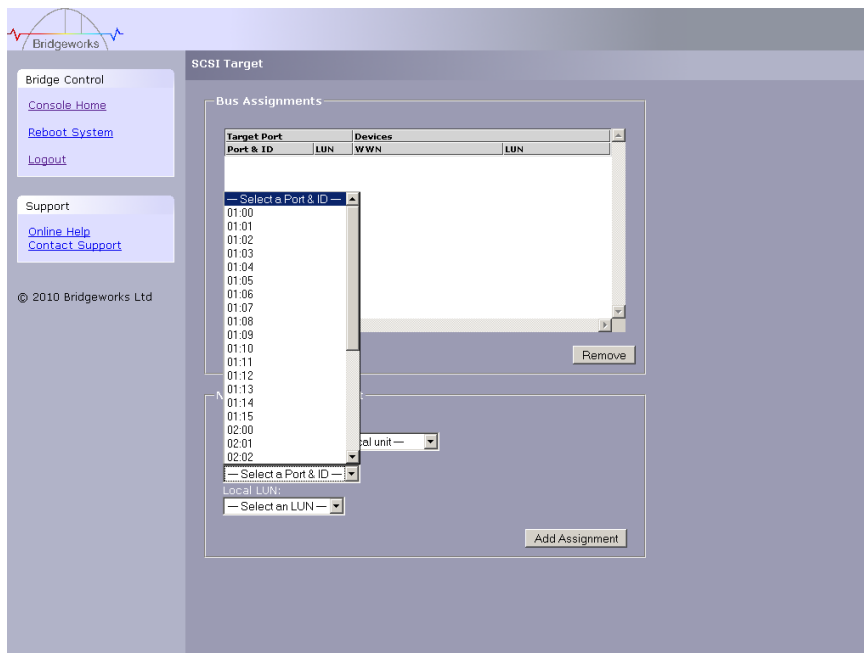 Bridgeworks
SCSI Target
Bridge Control
Console Home
Reboot System
Logout
Support
Online Help
Contact Support
© 2010 Bridgeworks Ltd
Bus Assignments
Target Port Devices
Port & ID LUN WWN LUN
— Select a Port & ID —
01:00
01:01
01:02
01:03
01:04
01:05
01:06
01:07
01:08
01:09
01:10
01:11
01:12
01:13
01:14
01:15
02:00
02:01
02:02
Remove
cal unit —
— Select a Port & ID —
Local LUN:
— Select an LUN —
Add Assignment